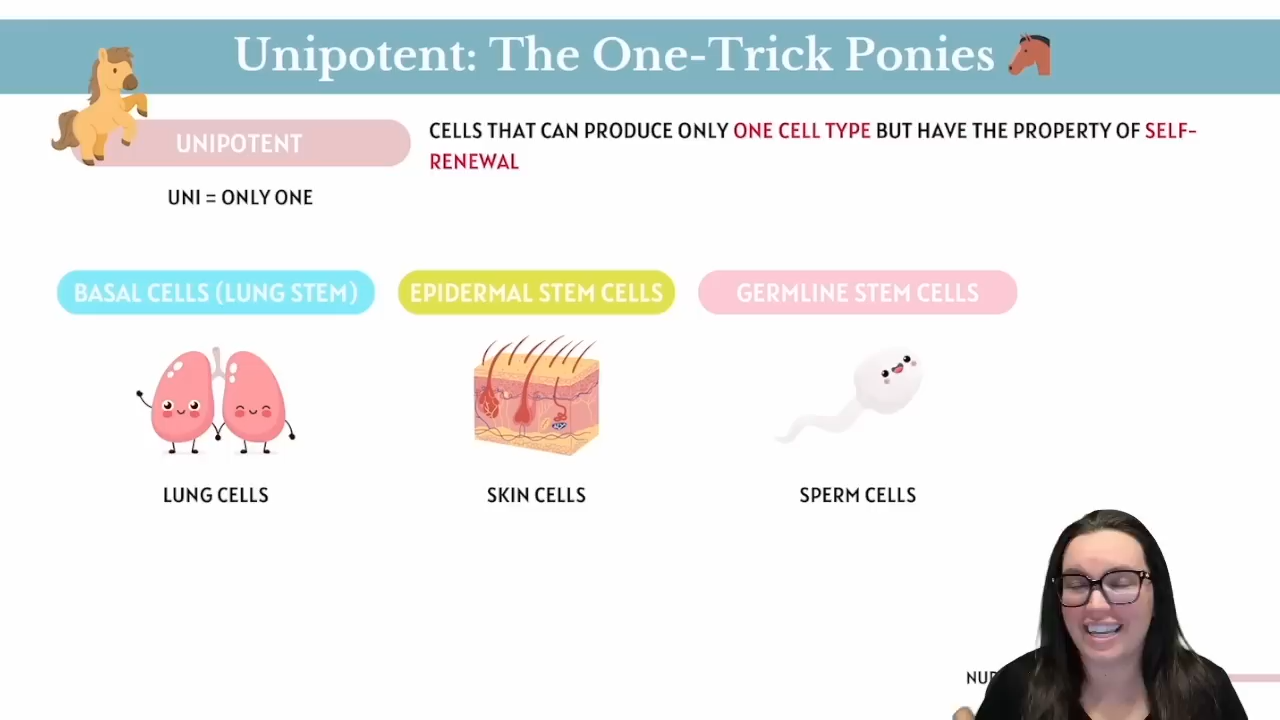 Unipotent: The One-Trick Ponies
UNIPOTENT
CELLS THAT CAN PRODUCE ONLY ONE CELL TYPE BUT HAVE THE PROPERTY OF SELF-
RENEWAL
UNI = ONLY ONE
BASAL CELLS (LUNG STEM)
EPIDERMAL STEM CELLS
GERMLINE STEM CELLS
LUNG CELLS
SKIN CELLS
SPERM CELLS